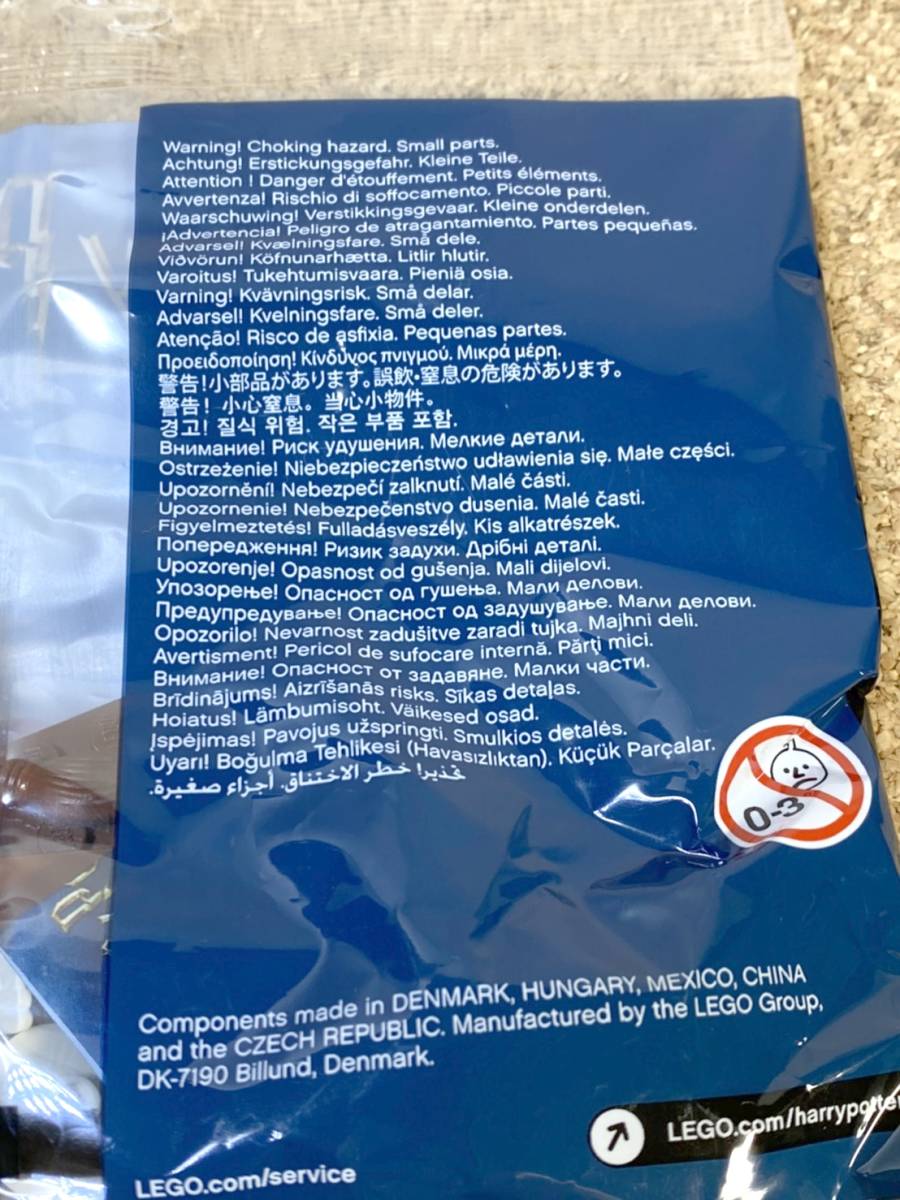 Warning! Choking hazard. Small parts.
Achtung! Erstickungsgefahr. Kleine Teile.
Attention ! Danger d'étouffement. Petits éléments.
Avvertenza! Rischio di soffocamento. Piccole parti.
Waarschuwing! Verstikkingsgevaar. Kleine onderdelen.
¡Advertencia! Peligro de atragantamiento. Partes pequeñas.
Advarsel! Kvælningsfare. Små dele.
Viðvörun! Köfnunarhætta. Litlir hlutir.
Varoitus! Tukehtumisvaara. Pieniä osia.
Varning! Kvävningsrisk. Små delar.
Advarsel! Kvelningsfare. Små deler.
Atenção! Risco de asfixia. Pequenas partes.
Προειδοποίηση! Κίνδυνος πνιγμού. Μικρά μέρη.
警告!小部品があります。誤飲・窒息の危険があります。
警告! 小心窒息。当心小物件。
경고! 질식 위험. 작은 부품 포함.
Внимание! Риск удушения. Мелкие детали.
Ostrzeżenie! Niebezpieczeństwo udławienia się. Małe części.
Upozornění! Nebezpečí zalknutí. Malé části.
Upozornenie! Nebezpečenstvo dusenia. Malé časti.
Figyelmeztetés! Fulladásveszély. Kis alkatrészek.
Попередження! Ризик задухи. Дрібні деталі.
Upozorenje! Opasnost od gušenja. Mali dijelovi.
Упозорење! Опасност од гушења. Мали делови.
Предупредување! Опасност од задушување. Мали делови.
Opozorilo! Nevarnost zadušitve zaradi tujka. Majhni deli.
Avertisment! Pericol de sufocare internă. Părți mici.
Внимание! Опасност от задавяне. Малки части.
Brīdinājums! Aizrīšanās risks. Sīkas detaļas.
Hoiatus! Lämbumisoht. Väikesed osad.
Įspėjimas! Pavojus užspringti. Smulkios detalės.
Uyarı! Boğulma Tehlikesi (Havasızlıktan). Küçük Parçalar.
تحذير! خطر الاختناق. أجزاء صغيرة.
0-3
Components made in DENMARK, HUNGARY, MEXICO, CHINA
and the CZECH REPUBLIC. Manufactured by the LEGO Group,
DK-7190 Billund, Denmark.
LEGO.com/harrypotter
LEGO.com/service